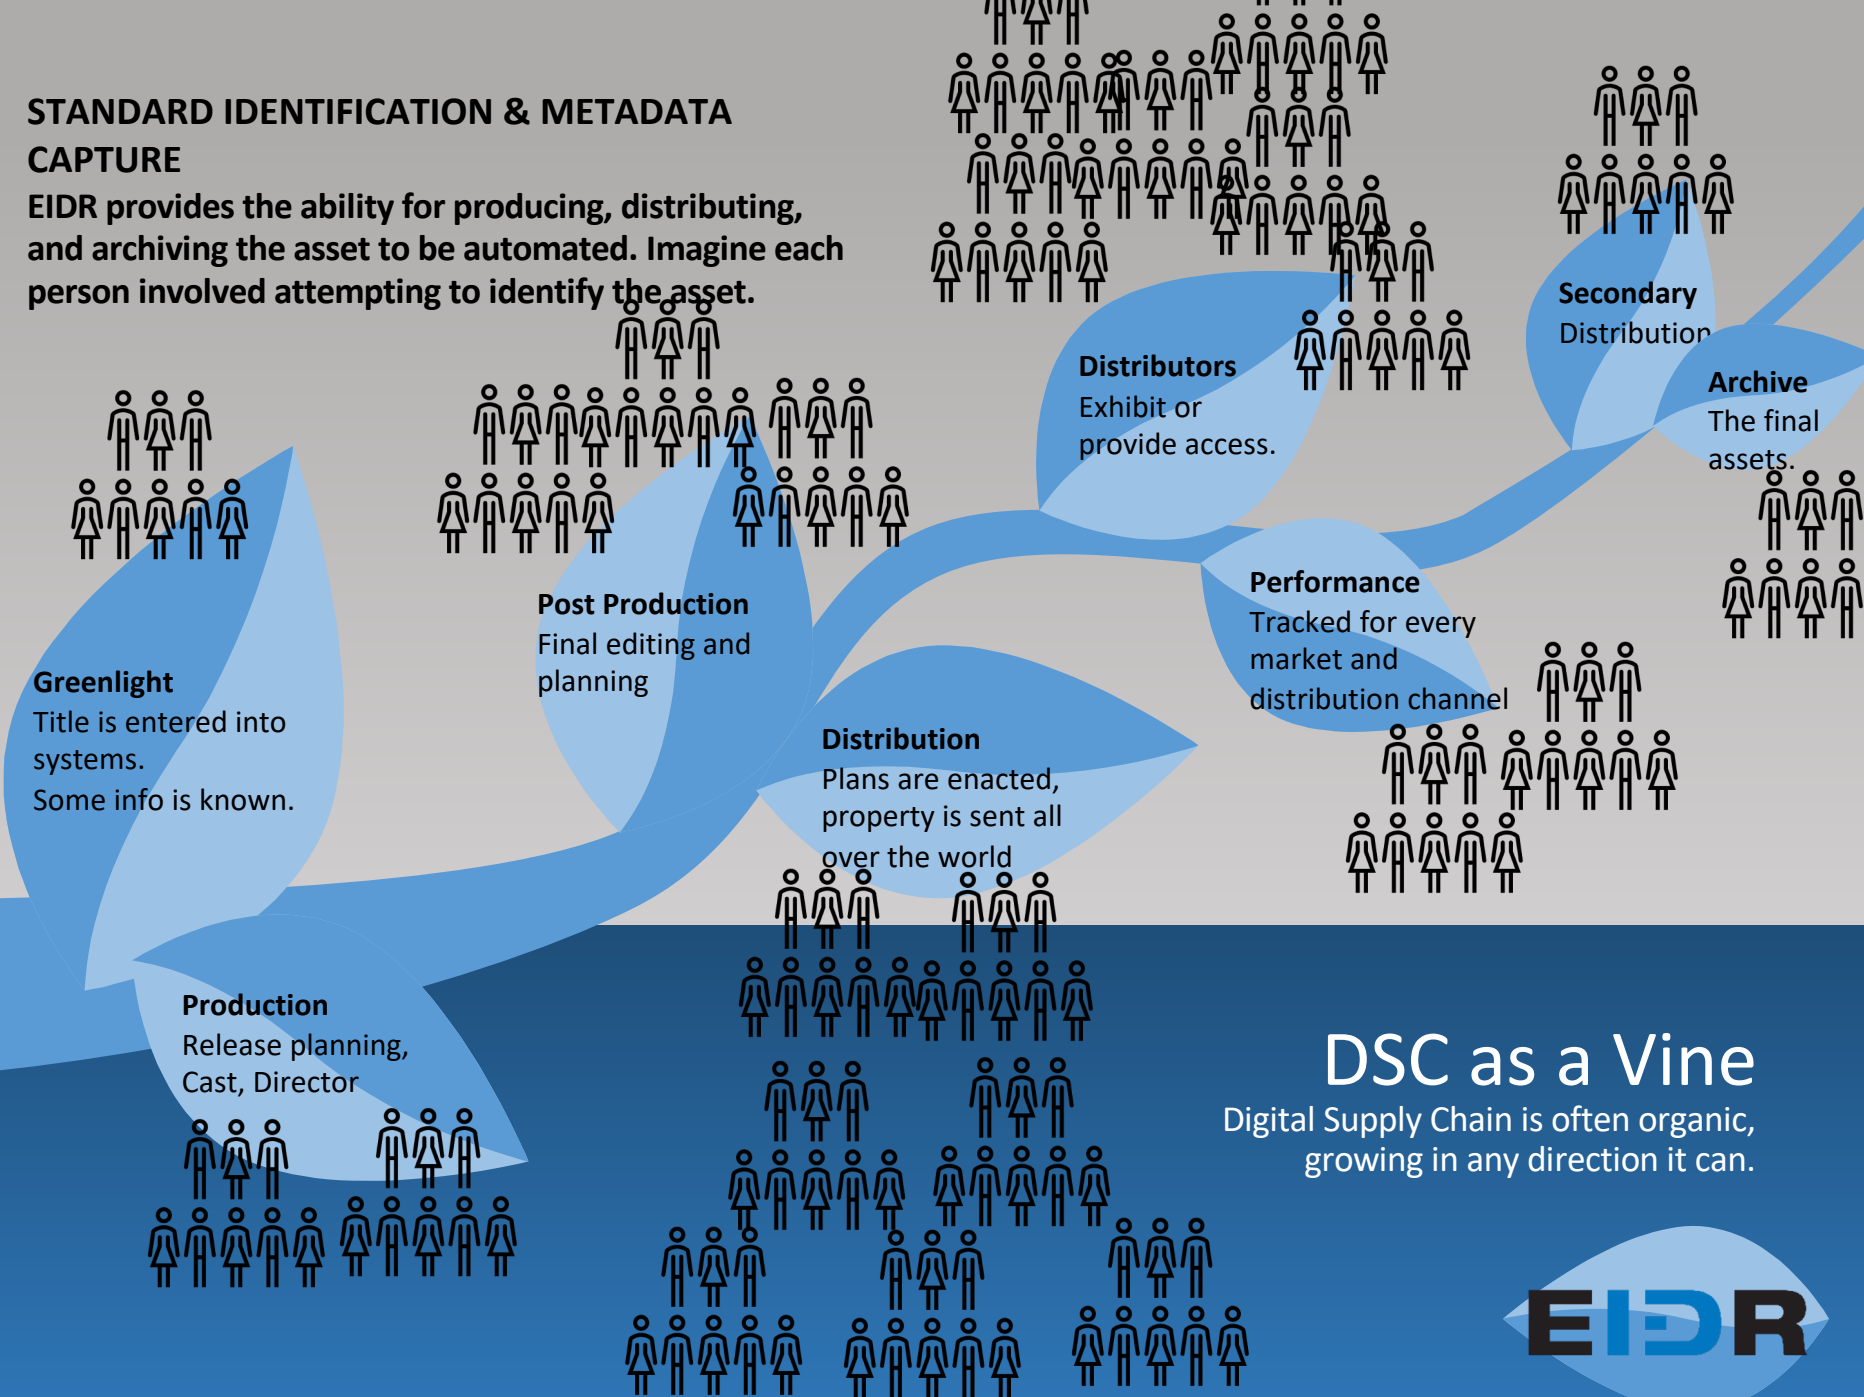 STANDARD IDENTIFICATION & METADATA
CAPTURE
EIDR provides the ability for producing, distributing,
and archiving the asset to be automated. Imagine each
person involved attempting to identify the asset.
Greenlight
Title is entered into
systems.
Some info is known.
Production
Release planning,
Cast, Director
Post Production
Final editing and
planning
Distribution
Plans are enacted,
property is sent all
over the world
Distributors
Exhibit or
provide access.
Performance
Tracked for every
market and
distribution channel
Secondary
Distribution
Archive
The final
assets.
DSC as a Vine
Digital Supply Chain is often organic,
growing in any direction it can.
EIDR